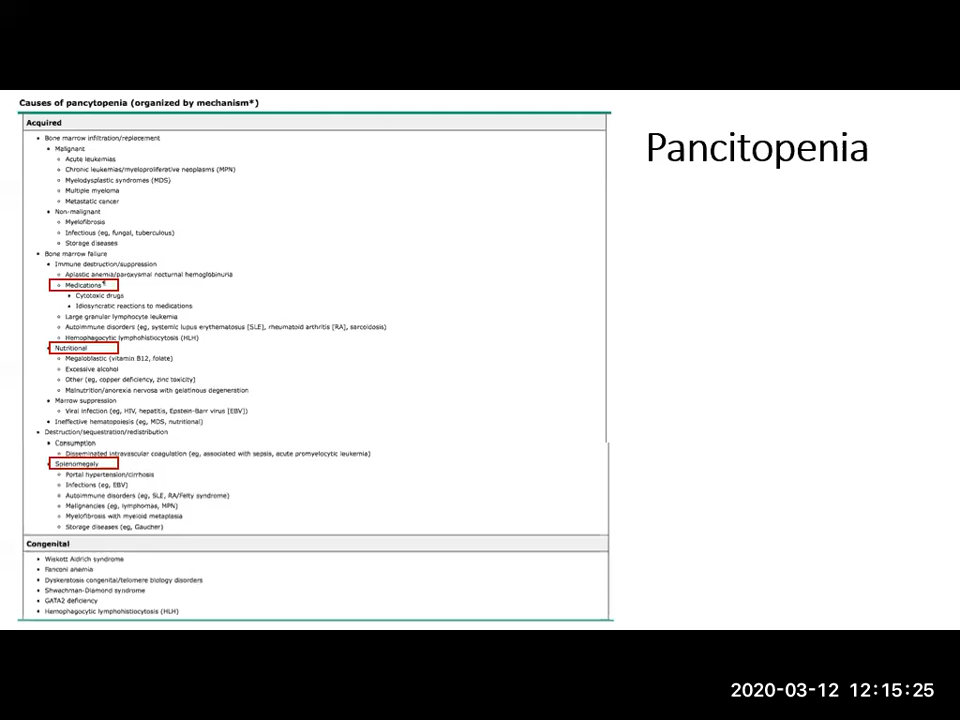 Causes of pancytopenia (organized by mechanism*)
Acquired
Bone marrow infiltration/replacement
Malignant
Acute leukemias
Chronic leukemias/myeloproliferative neoplasms (MPN)
Myelodysplastic syndromes (MDS)
Multiple myeloma
Metastatic cancer
Non-malignant
Myelofibrosis
Infectious (eg, fungal, tuberculous)
Storage diseases
Bone marrow failure
Immune destruction/suppression
Aplastic anemia/paroxysmal nocturnal hemoglobinuria
Medications¶
Cytotoxic drugs
Idiosyncratic reactions to medications
Large granular lymphocyte leukemia
Autoimmune disorders (eg, systemic lupus erythematosus [SLE], rheumatoid arthritis [RA], sarcoidosis)
Hemophagocytic lymphohistiocytosis (HLH)
Nutritional
Megaloblastic (vitamin B12, folate)
Excessive alcohol
Other (eg, copper deficiency, zinc toxicity)
Malnutrition/anorexia nervosa with gelatinous degeneration
Marrow suppression
Viral infection (eg, HIV, hepatitis, Epstein-Barr virus [EBV])
Ineffective hematopoiesis (eg, MDS, nutritional)
Destruction/sequestration/redistribution
Consumption
Disseminated intravascular coagulation (eg, associated with sepsis, acute promyelocytic leukemia)
Splenomegaly
Portal hypertension/cirrhosis
Infections (eg, EBV)
Autoimmune disorders (eg, SLE, RA/Felty syndrome)
Malignancies (eg, lymphomas, MPN)
Myelofibrosis with myeloid metaplasia
Storage diseases (eg, Gaucher)
Congenital
Wiskott Aldrich syndrome
Fanconi anemia
Dyskeratosis congenital/telomere biology disorders
Shwachman-Diamond syndrome
GATA2 deficiency
Hemophagocytic lymphohistiocytosis (HLH)
Pancitopenia
2020-03-12 12:15:25